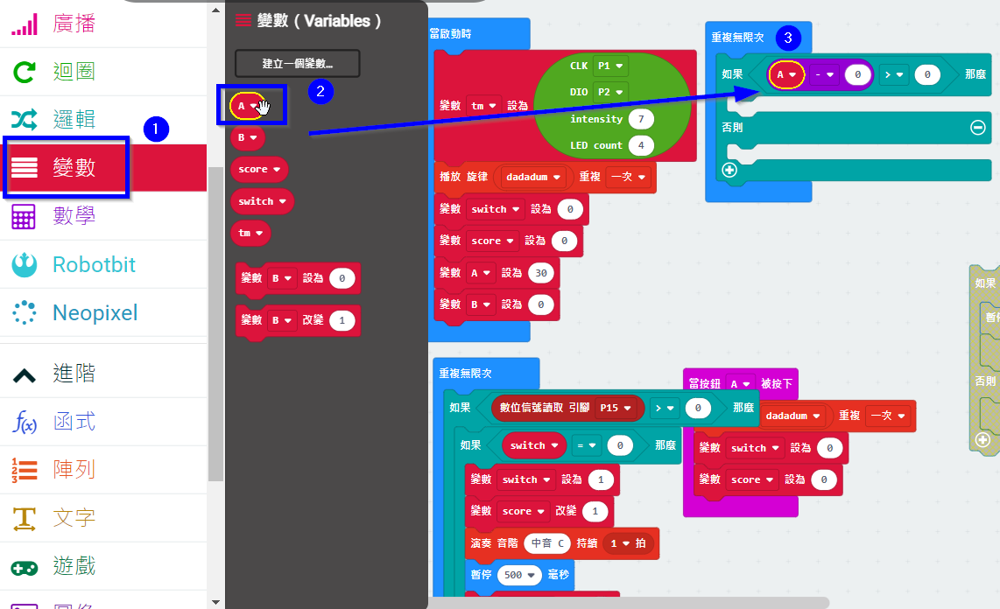 廣播
迴圈
邏輯
1
變數
數學
Robotbit
Neopixel
進階
函式
陣列
文字
遊戲
變數 ( Variables )
建立一個變數...
A
2
B
score
switch
tm
變數 B 設為 0
變數 B 改變 1
當啟動時
變數 tm 設為
CLK P1
DIO P2
intensity 7
LED count 4
播放 旋律 dadadum 重複 一次
變數 switch 設為 0
變數 score 設為 0
變數 A 設為 30
變數 B 設為 0
重複無限次 3
如果 A - 0 > 0 那麼
否則
重複無限次
如果 數位信號讀取 引腳 P15 > 0 那麼
如果 switch = 0 那麼
變數 switch 設為 1
變數 score 改變 1
演奏 音階 中音 C 持續 1 拍
暫停 500 毫秒
當按鈕 A 被按下
dadadum 重複 一次
變數 switch 設為 0
變數 score 設為 0
如果
暫停
否則